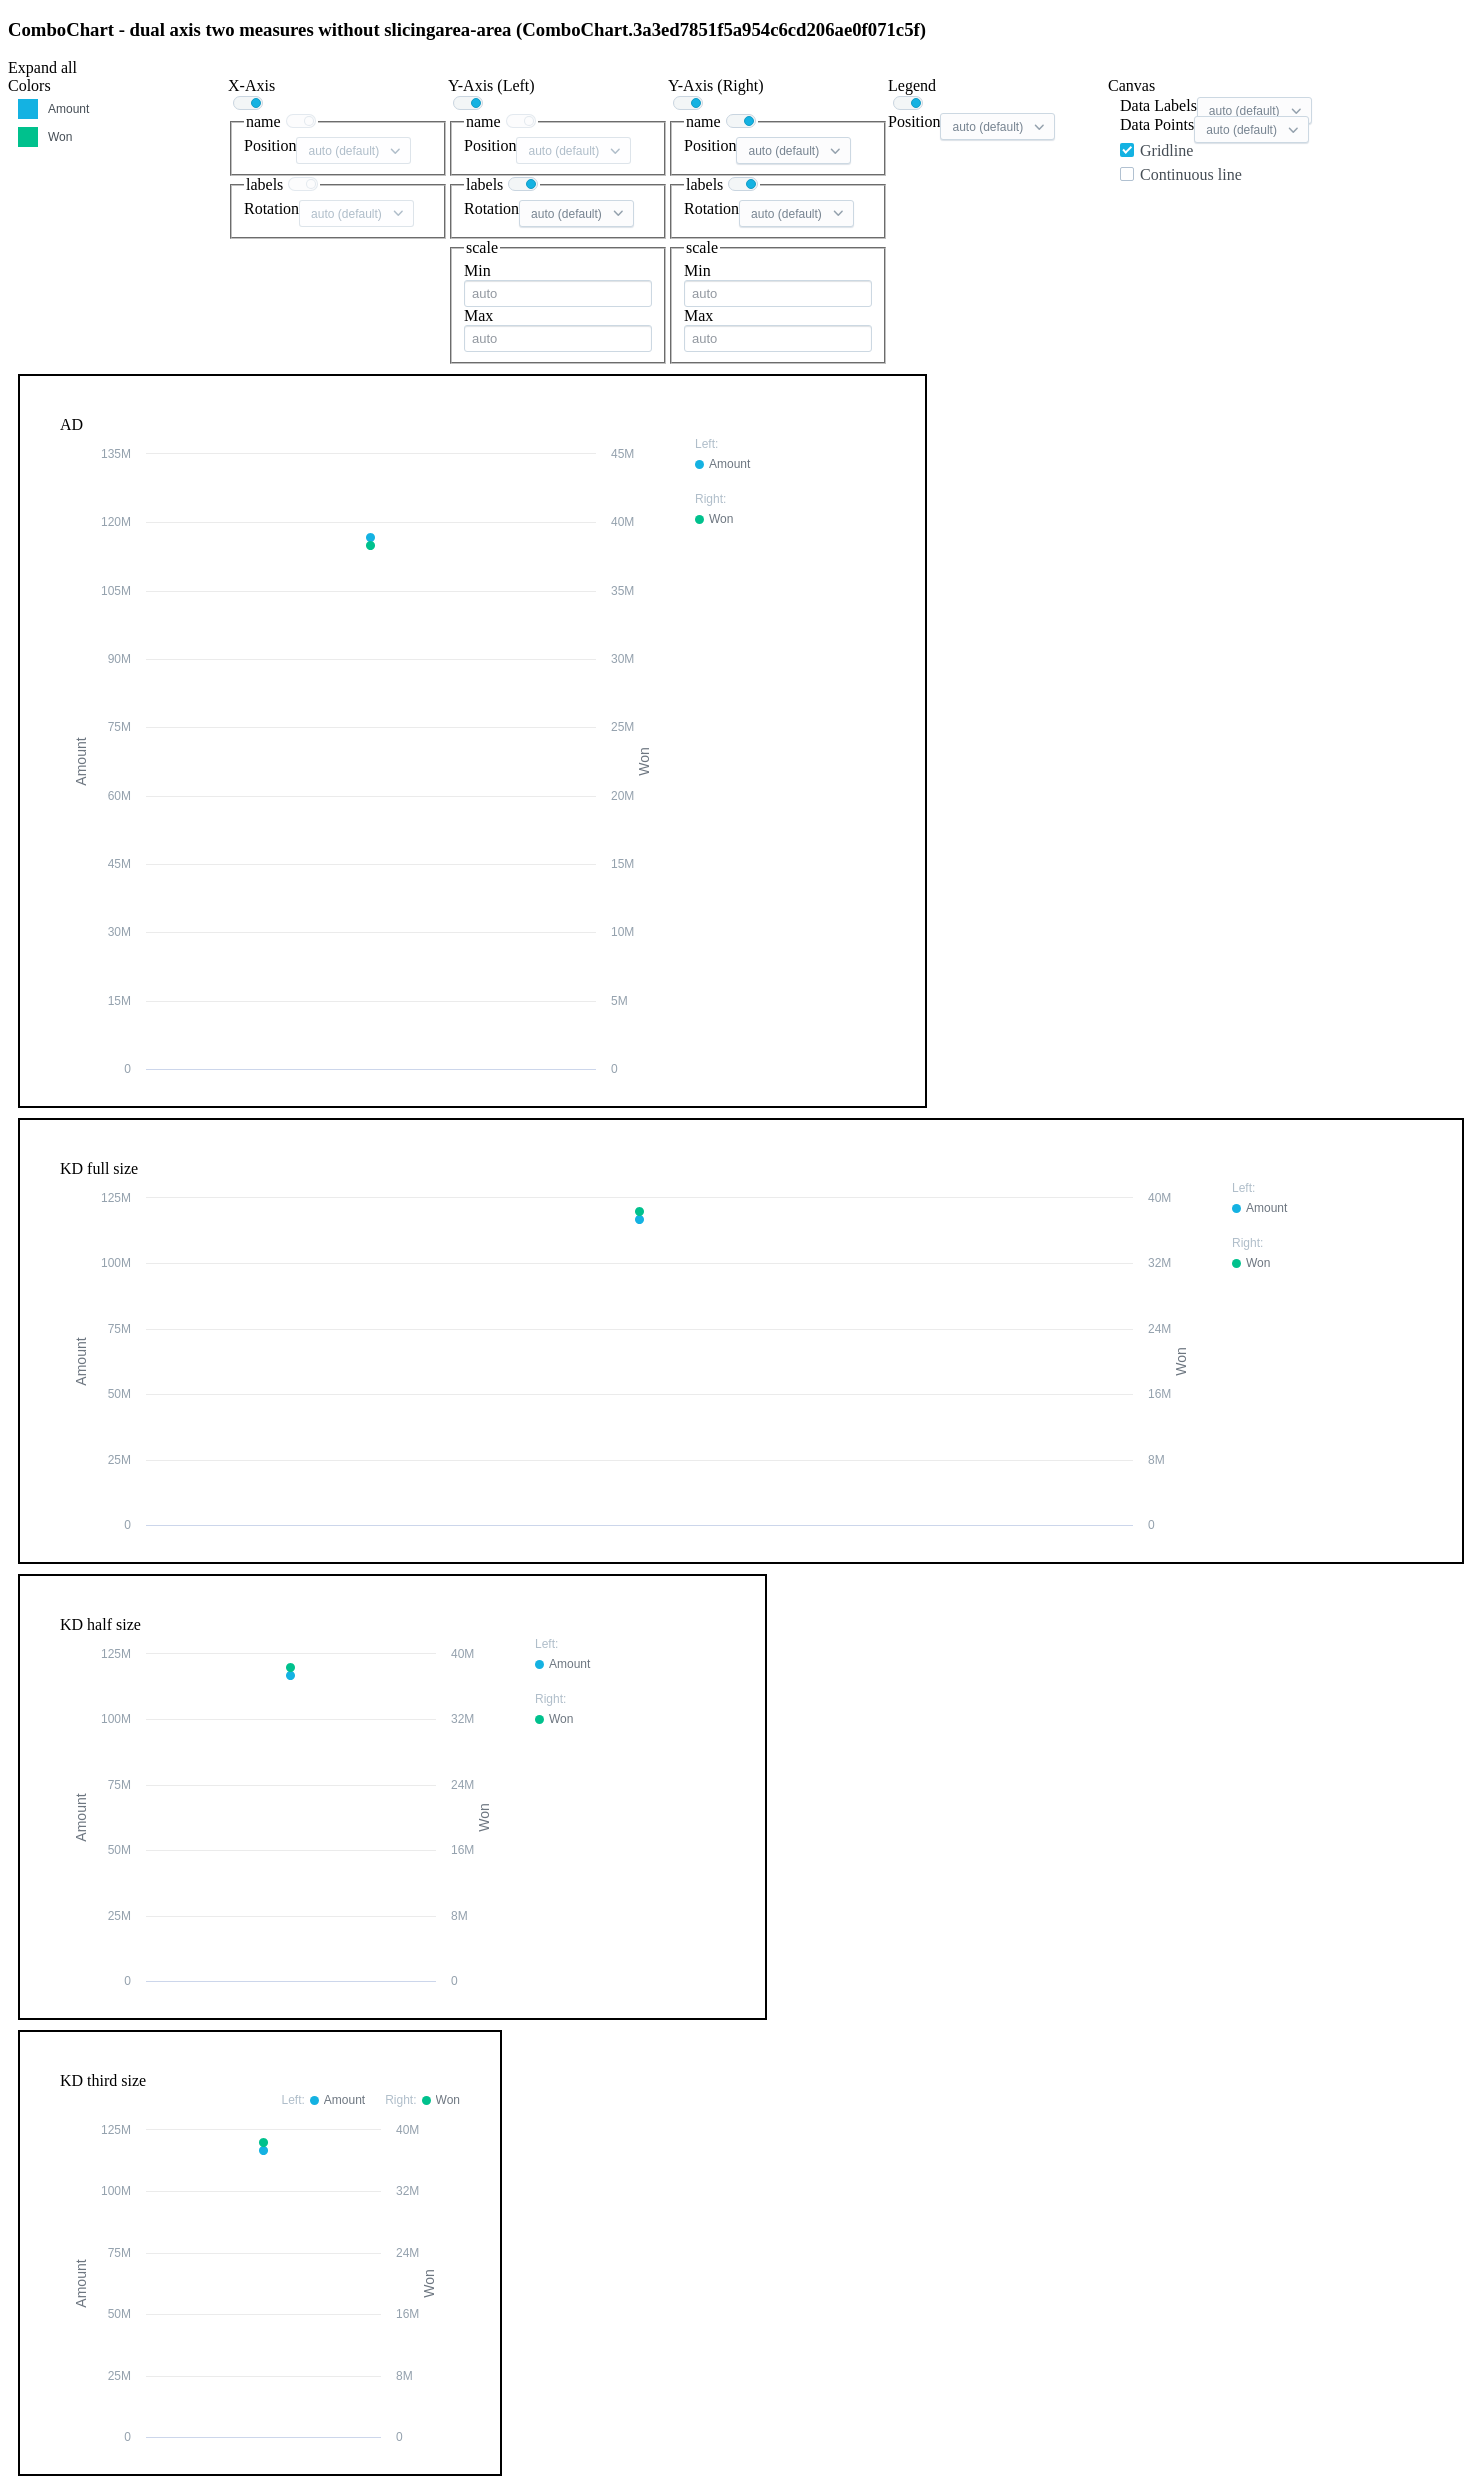 ComboChart - dual axis two measures without slicingarea-area (ComboChart.3a3ed7851f5a954c6cd206ae0f071c5f)
Expand all
Colors
Amount
Won
X-Axis
name
Position auto (default)
labels
Rotation auto (default)
Y-Axis (Left)
name
Position auto (default)
labels
Rotation auto (default)
scale
Min
auto
Max
auto
Y-Axis (Right)
name
Position auto (default)
labels
Rotation auto (default)
scale
Min
auto
Max
auto
Legend
Position auto (default)
Canvas
Data Labels auto (default)
Data Points auto (default)
Gridline
Continuous line
AD
135M 45M
120M 40M
105M 35M
90M 30M
75M 25M
60M 20M
45M 15M
30M 10M
15M 5M
0 0
Amount
Won
Left:
Amount
Right:
Won
KD full size
125M 40M
100M 32M
75M 24M
50M 16M
25M 8M
0 0
Amount
Won
Left:
Amount
Right:
Won
KD half size
125M 40M
100M 32M
75M 24M
50M 16M
25M 8M
0 0
Amount
Won
Left:
Amount
Right:
Won
KD third size
Left: Amount Right: Won
125M 40M
100M 32M
75M 24M
50M 16M
25M 8M
0 0
Amount
Won